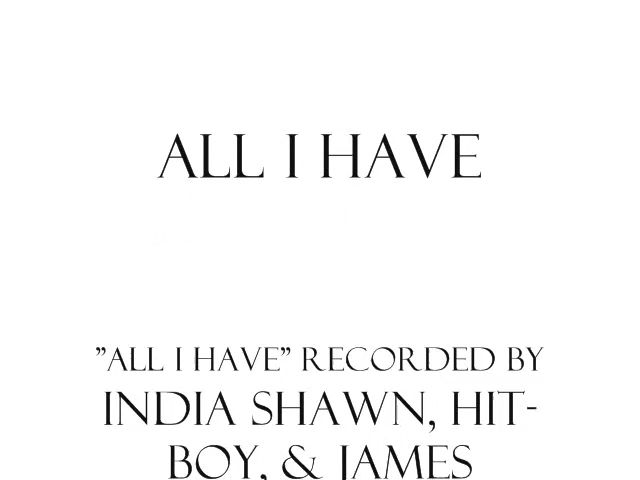 ALL I HAVE
”ALL I HAVE” RECORDED BY
INDIA SHAWN, HIT-
BOY, & JAMES